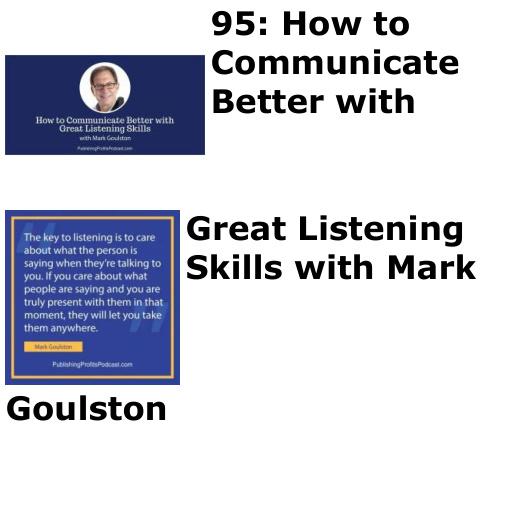 95: How to
Communicate
Better with
How to Communicate Better with
Great Listening Skills
with Mark Goulston
PublishingProfitsPodcast.com
Great Listening
Skills with Mark
The key to listening is to care
about what the person is
saying when they're talking to
you. If you care about what
people are saying and you are
truly present with them in that
moment, they will let you take
them anywhere.
Mark Goulston
PublishingProfitsPodcast.com
Goulston